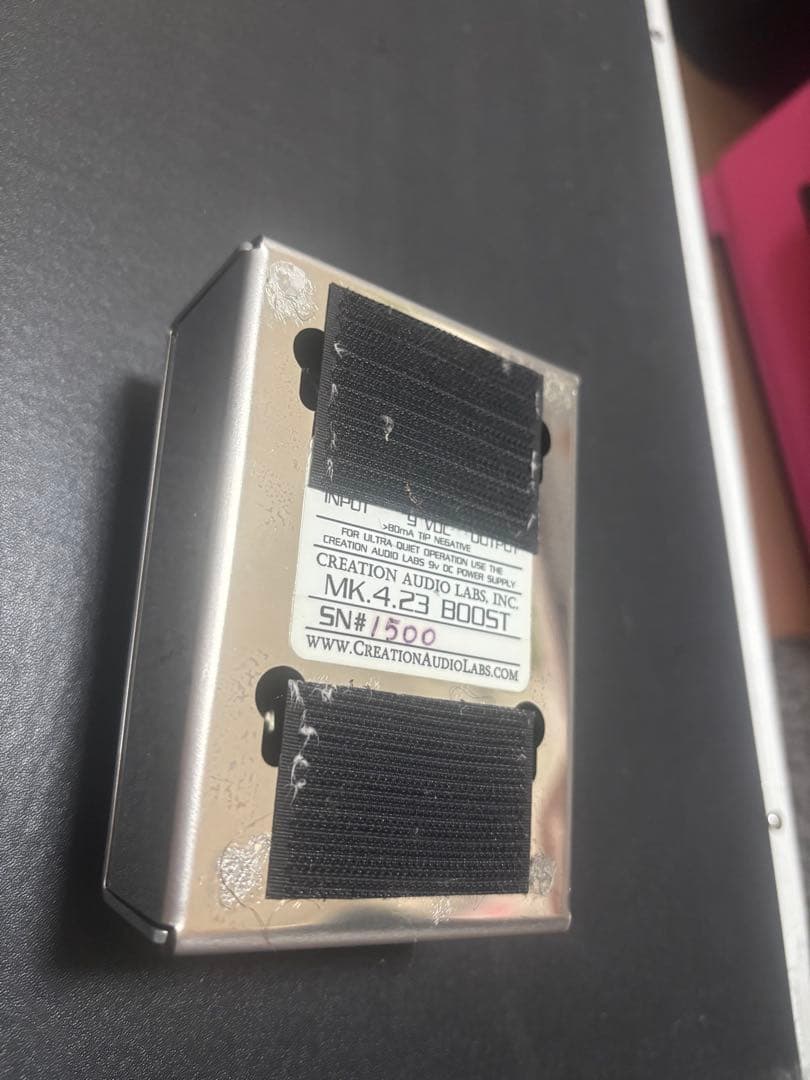 INPUT 9 VDC OUTPUT
>80mA TIP NEGATIVE
FOR ULTRA QUIET OPERATION USE THE
CREATION AUDIO LABS 9v DC POWER SUPPLY
CREATION AUDIO LABS, INC.
MK.4.23 BOOST
SN#1500
WWW.CREATIONAUDIOLABS.COM